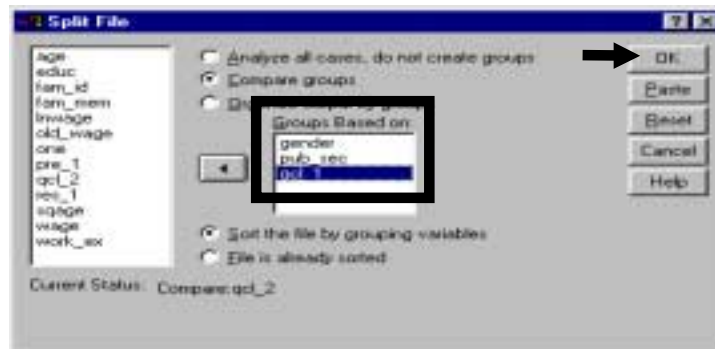 Split File
age
educ
fam_id
fam_mem
lnwage
old_wage
one
pre_1
qcl_2
res_1
sqage
wage
work_ex
Analyze all cases, do not create groups
Compare groups
Groups Based on:
gender
pub_sec
qcl_1
Sort the file by grouping variables
File is already sorted
OK
Paste
Reset
Cancel
Help
Current Status: Compare:qcl_2